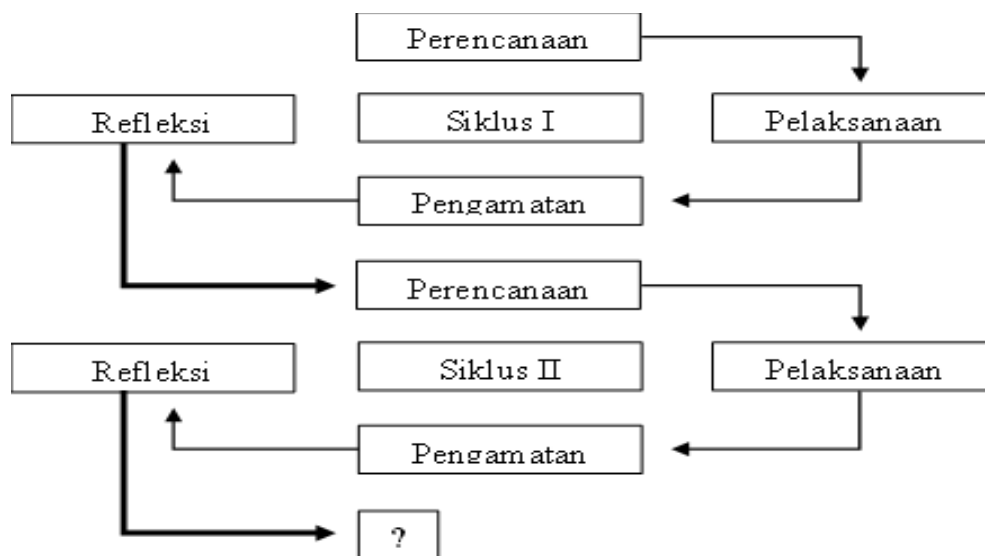 Perencanaan
Refleksi
Siklus I
Pelaksanaan
Pengamatan
Perencanaan
Refleksi
Siklus II
Pelaksanaan
Pengamatan
?